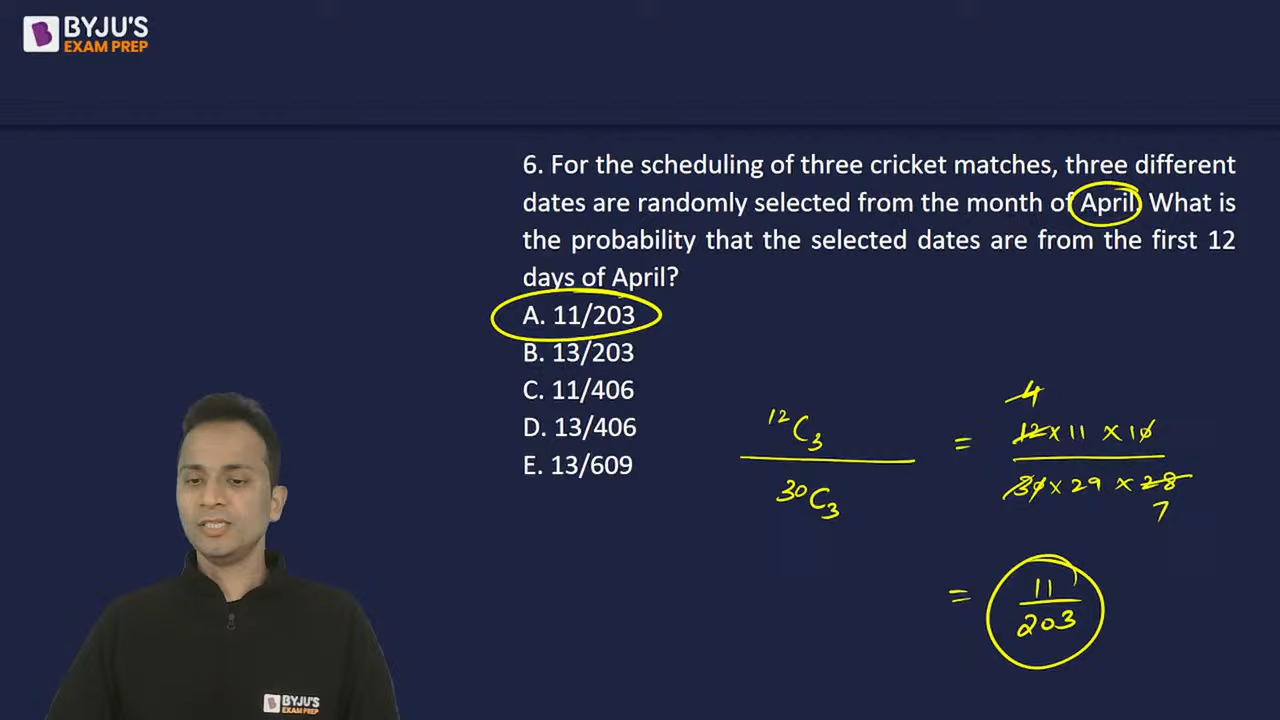 BYJU'S
EXAM PREP
6. For the scheduling of three cricket matches, three different
dates are randomly selected from the month of April. What is
the probability that the selected dates are from the first 12
days of April?
A. 11/203
B. 13/203
C. 11/406
D. 13/406
E. 13/609
¹²C₃ / ³⁰C₃ = 12 x 11 x 10 / 30 x 29 x 28
4
7
= 11/203
BYJU'S
EXAM PREP